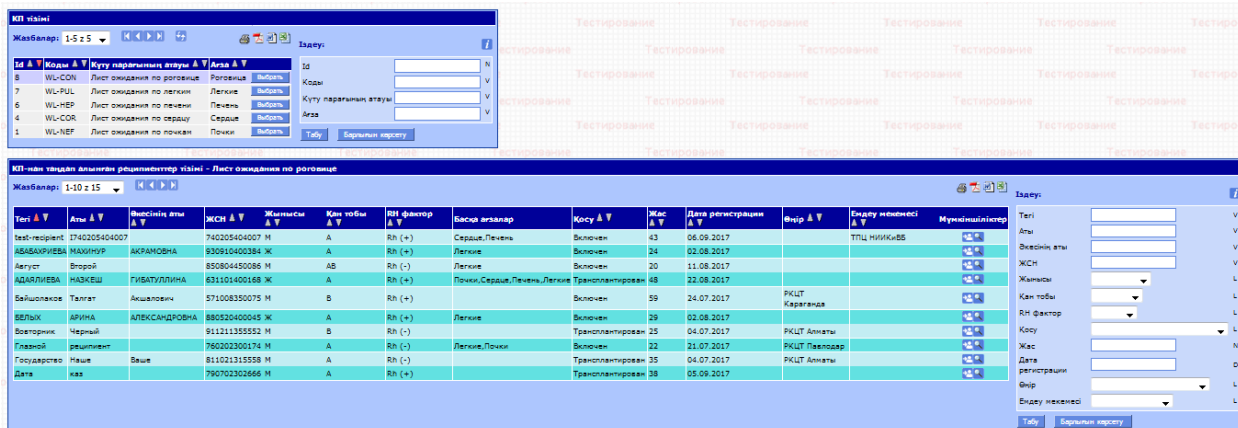 КП тізімі
Жазбалар: 1-5 z 5
Id Коды Күту парағының атауы Ағза
8 WL-CON Лист ожидания по роговице Роговица Выбрать
7 WL-PUL Лист ожидания по легким Легкие Выбрать
6 WL-HEP Лист ожидания по печени Печень Выбрать
4 WL-COR Лист ожидания по сердцу Сердце Выбрать
1 WL-NEF Лист ожидания по почкам Почки Выбрать
Іздеу:
Id N
Коды V
Күту парағының атауы V
Ағза V
Табу Барлығын көрсету
Тестирование
КП-нан таңдап алынған реципиенттер тізімі - Лист ожидания по роговице
Жазбалар: 1-10 z 15
Тегі Аты Әкесінің аты ЖСН Жынысы Қан тобы RH фактор Басқа ағзалар Қосу Жас Дата регистрации Өңір Емдеу мекемесі Мүмкіншіліктер
test-recipient I740205404007 740205404007 М A Rh (+) Сердце,Печень Включен 43 06.09.2017 ТПЦ НИИКиВБ
АБАБАХРИЕВА МАХИНУР АКРАМОВНА 930910400384 Ж A Rh (+) Легкие Включен 24 02.08.2017
Август Второй 850804450086 М AB Rh (-) Легкие Включен 20 11.08.2017
АДАЯЛИЕВА НАЗКЕШ ГИБАТУЛЛИНА 631101400168 Ж A Rh (+) Почки,Сердце,Печень,Легкие Трансплантирован 48 22.08.2017
Байшолаков Талгат Акшалович 571008350075 М B Rh (+) Включен 59 24.07.2017 РКЦТ Караганда
БЕЛЫХ АРИНА АЛЕКСАНДРОВНА 880520400045 Ж A Rh (+) Легкие Включен 29 02.08.2017
Вовторник Черный 911211355552 М B Rh (-) Трансплантирован 25 04.07.2017 РКЦТ Алматы
Глазной реципиент 760202300174 М A Rh (-) Легкие,Почки Включен 22 21.07.2017 РКЦТ Павлодар
Государство Наше Ваше 811021315558 М A Rh (-) Трансплантирован 35 04.07.2017 РКЦТ Алматы
Дата каз 790702302666 М A Rh (+) Трансплантирован 38 05.09.2017
Іздеу:
Тегі V
Аты V
Әкесінің аты V
ЖСН V
Жынысы L
Қан тобы L
RH фактор L
Қосу L
Жас N
Дата регистрации D
Өңір L
Емдеу мекемесі L
Табу Барлығын көрсету